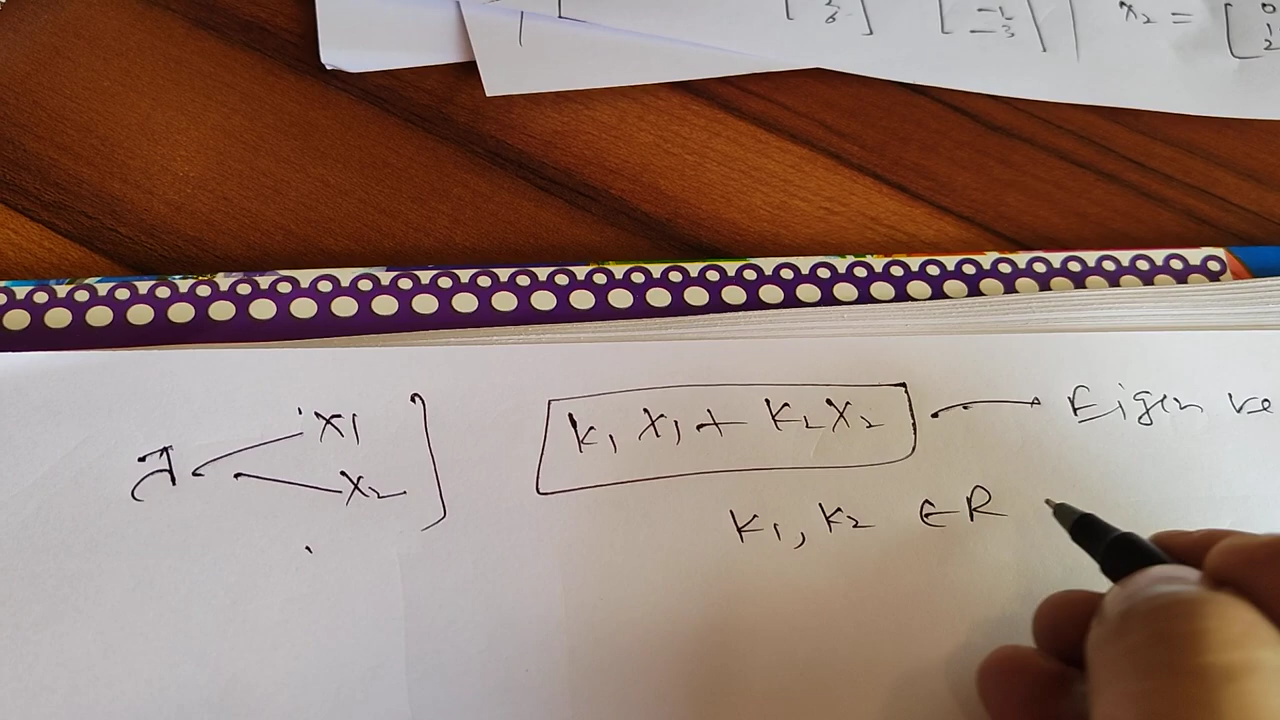 x₂ =
λ x1 k₁ x₁ + k₂ x₂ → Eigen ve
x2
k₁, k₂ ∈ R